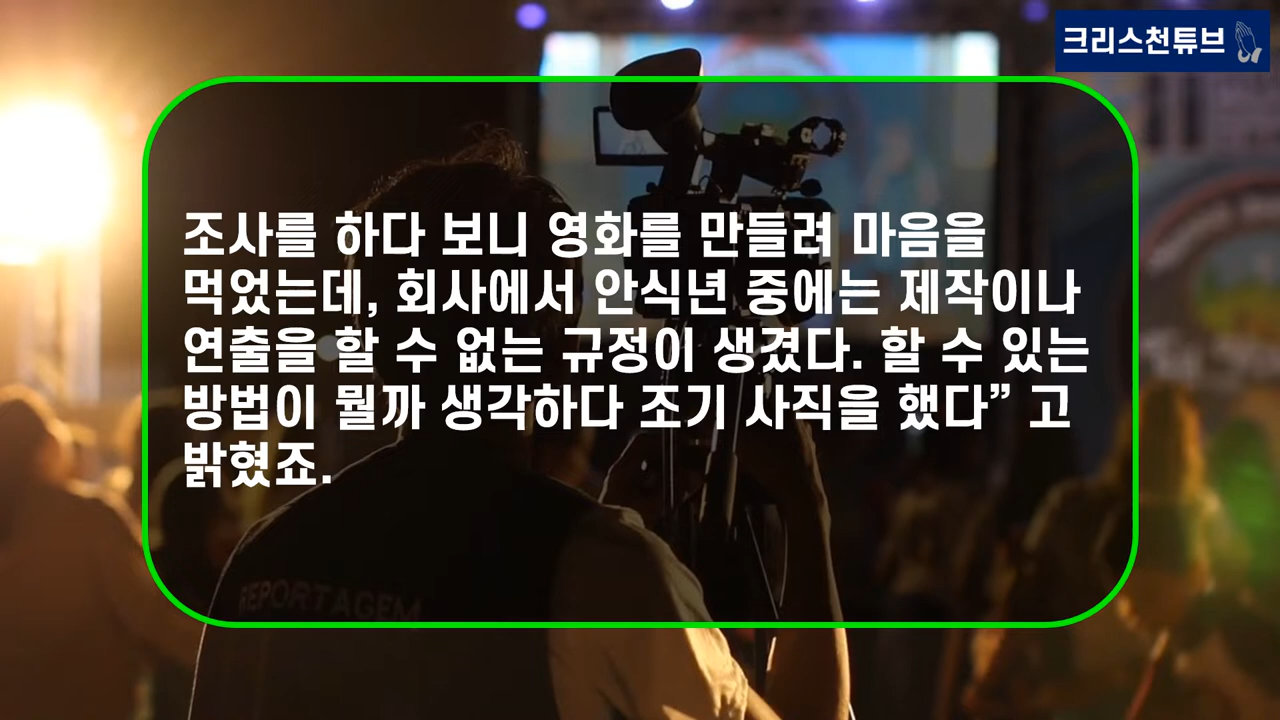 크리스천튜브
조사를 하다 보니 영화를 만들려 마음을
먹었는데, 회사에서 안식년 중에는 제작이나
연출을 할 수 없는 규정이 생겼다. 할 수 있는
방법이 뭘까 생각하다 조기 사직을 했다” 고
밝혔죠.
REPORTAGEM